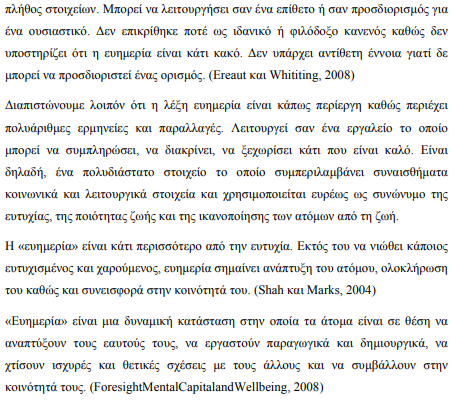 πλήθος στοιχείων. Μπορεί να λειτουργήσει σαν ένα επίθετο ή σαν προσδιορισμός για
ένα ουσιαστικό. Δεν επικρίθηκε ποτέ ως ιδανικό ή φιλόδοξο κανενός καθώς δεν
υποστηρίζει ότι η ευημερία είναι κάτι κακό. Δεν υπάρχει αντίθετη έννοια γιατί δε
μπορεί να προσδιοριστεί ένας ορισμός. (Ereaut και Whititing, 2008)
Διαπιστώνουμε λοιπόν ότι η λέξη ευημερία είναι κάπως περίεργη καθώς περιέχει
πολυάριθμες ερμηνείες και παραλλαγές. Λειτουργεί σαν ένα εργαλείο το οποίο
μπορεί να συμπληρώσει, να διακρίνει, να ξεχωρίσει κάτι που είναι καλό. Είναι
δηλαδή, ένα πολυδιάστατο στοιχείο το οποίο συμπεριλαμβάνει συναισθήματα
κοινωνικά και λειτουργικά στοιχεία και χρησιμοποιείται ευρέως ως συνώνυμο της
ευτυχίας, της ποιότητας ζωής και της ικανοποίησης των ατόμων από τη ζωή.
Η «ευημερία» είναι κάτι περισσότερο από την ευτυχία. Εκτός του να νιώθει κάποιος
ευτυχισμένος και χαρούμενος, ευημερία σημαίνει ανάπτυξη του ατόμου, ολοκλήρωση
του καθώς και συνεισφορά στην κοινότητά του. (Shah και Marks, 2004)
«Ευημερία» είναι μια δυναμική κατάσταση στην οποία τα άτομα είναι σε θέση να
αναπτύξουν τους εαυτούς τους, να εργαστούν παραγωγικά και δημιουργικά, να
χτίσουν ισχυρές και θετικές σχέσεις με τους άλλους και να συμβάλλουν στην
κοινότητά τους. (ForesightMentalCapitalandWellbeing, 2008)